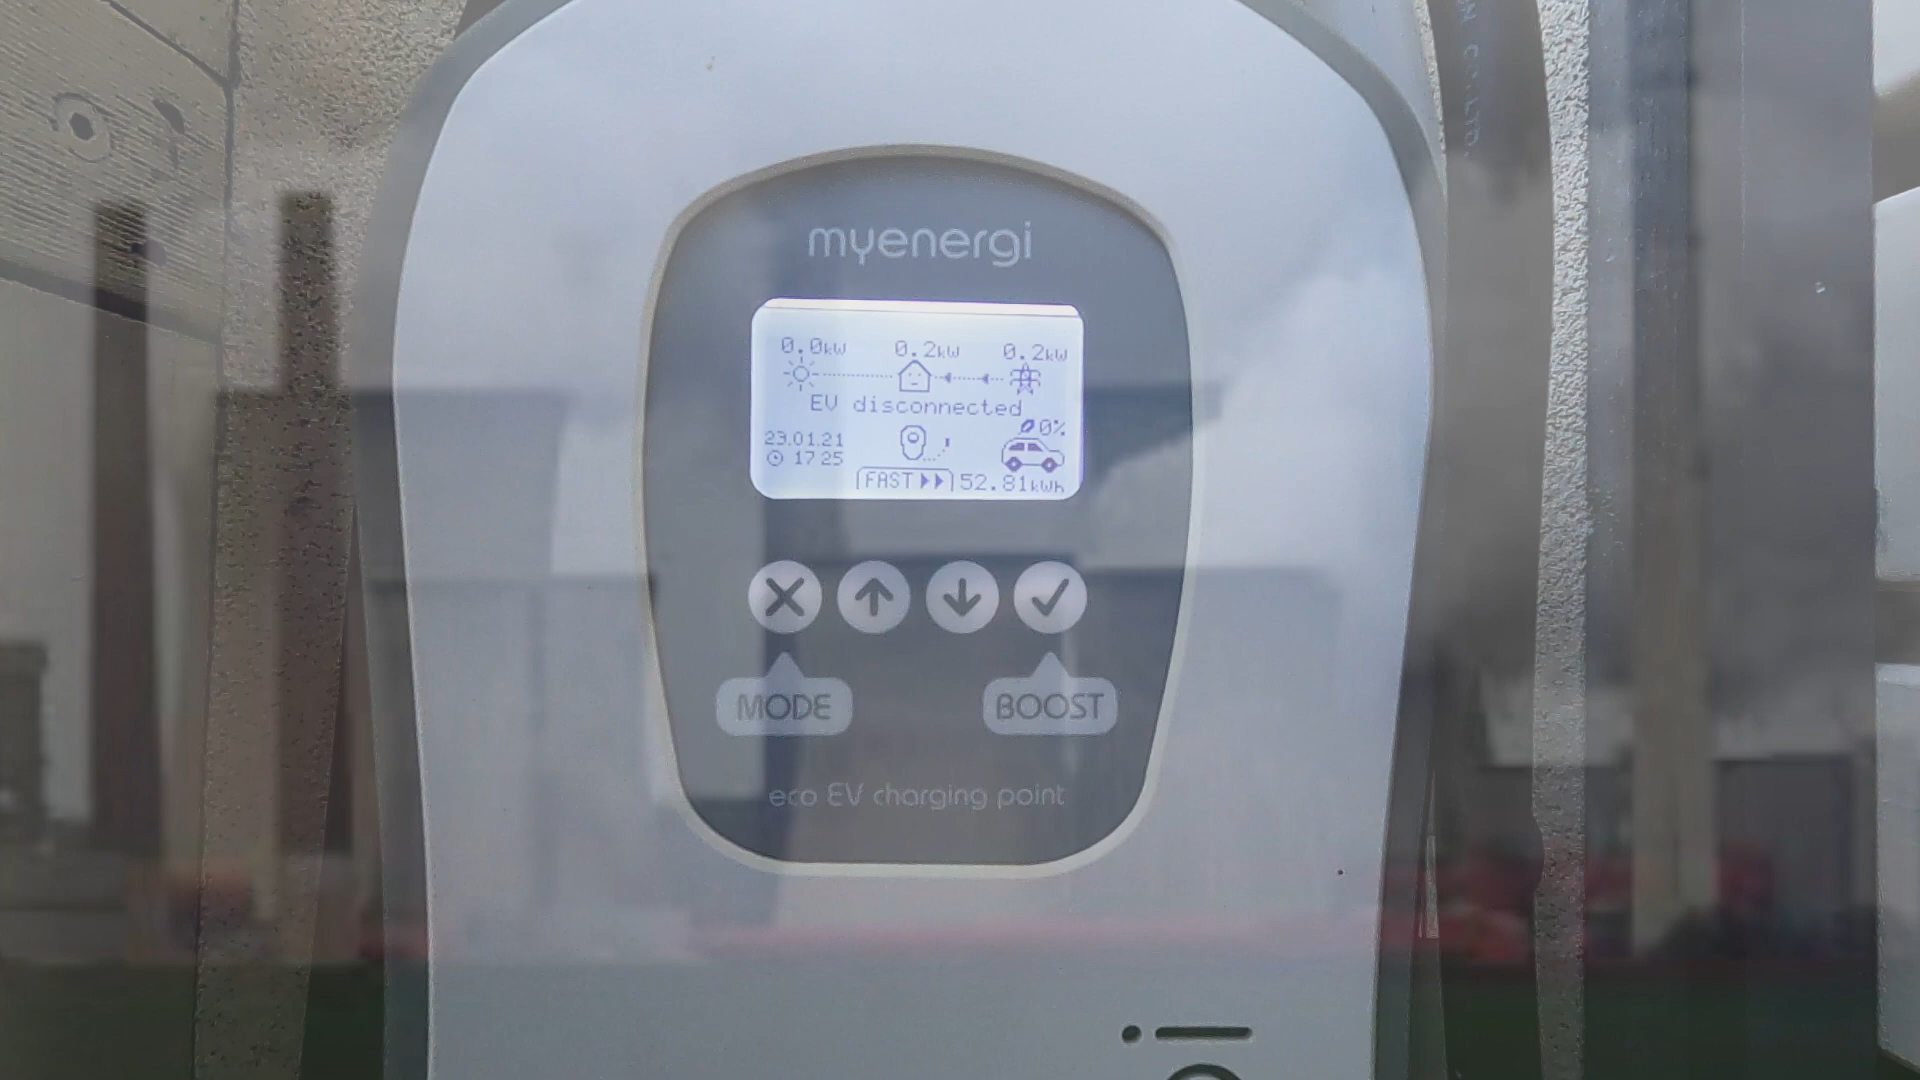 myenergi
0.0kW 0.2kW 0.2kW
EV disconnected
0%
23.01.21
17 25
FAST 52.81kWh
MODE BOOST
eco EV charging point